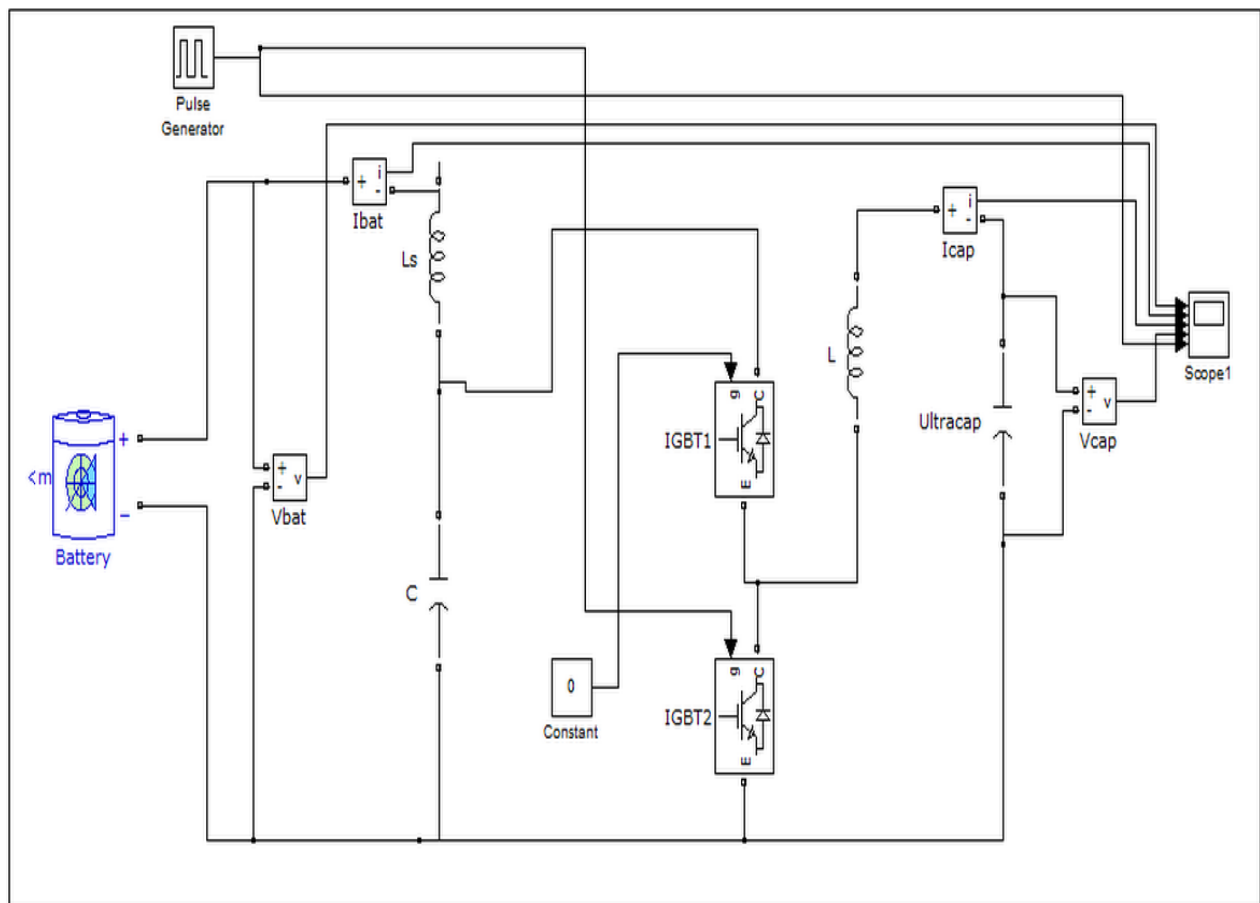 Pulse
Generator
+
i
-
Ibat
Ls
+
i
-
Icap
L
Scope1
g
C
IGBT1
E
Ultracap
+
-
v
Vcap
+
<m
–
Battery
+
-
v
Vbat
C
0
Constant
g
C
IGBT2
E